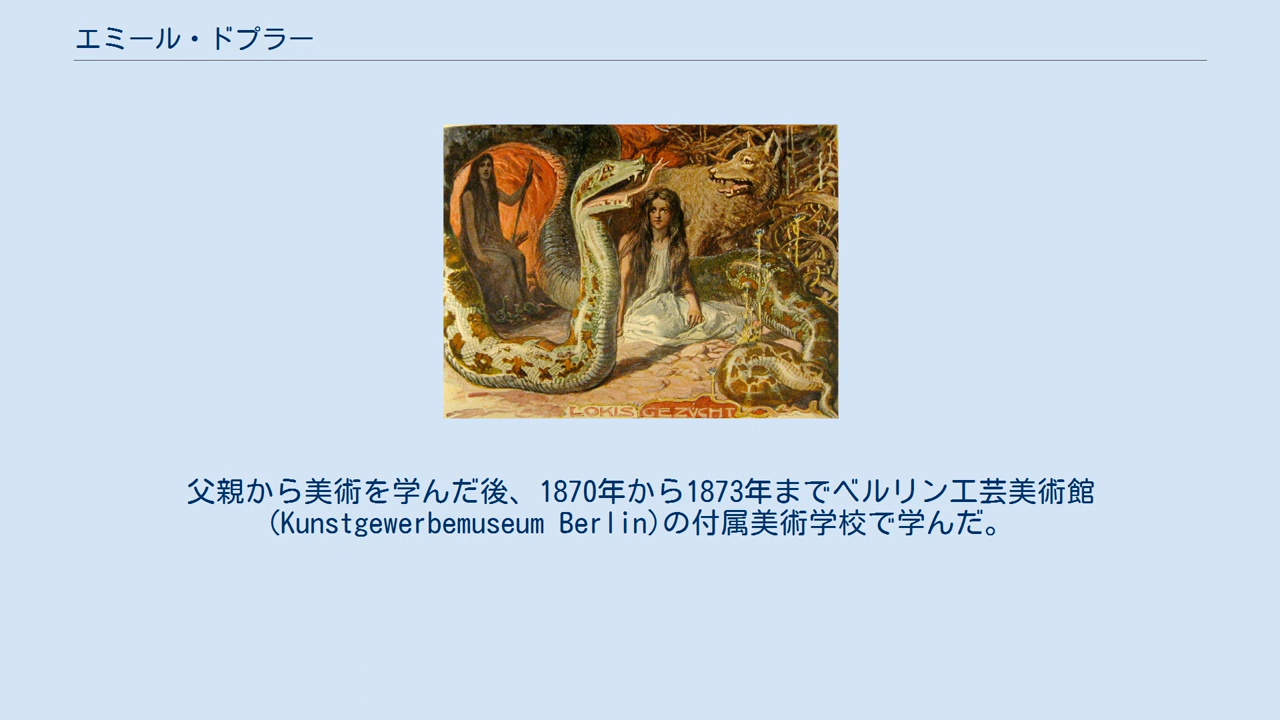 エミール・ドプラー
LOKIS GEZÜCHT
父親から美術を学んだ後、1870年から1873年までベルリン工芸美術館
(Kunstgewerbemuseum Berlin)の付属美術学校で学んだ。